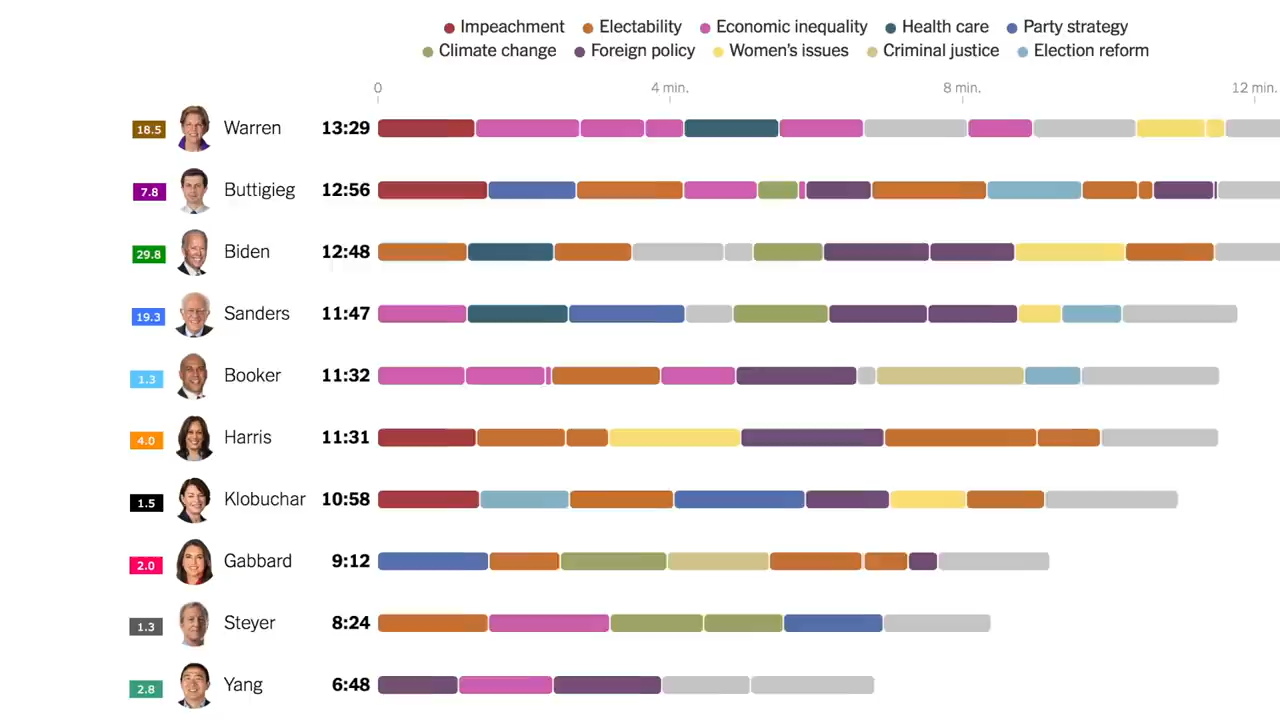 Impeachment Electability Economic inequality Health care Party strategy
Climate change Foreign policy Women's issues Criminal justice Election reform
0 4 min. 8 min. 12 min.
18.5 Warren 13:29
7.8 Buttigieg 12:56
29.8 Biden 12:48
19.3 Sanders 11:47
1.3 Booker 11:32
4.0 Harris 11:31
1.5 Klobuchar 10:58
2.0 Gabbard 9:12
1.3 Steyer 8:24
2.8 Yang 6:48